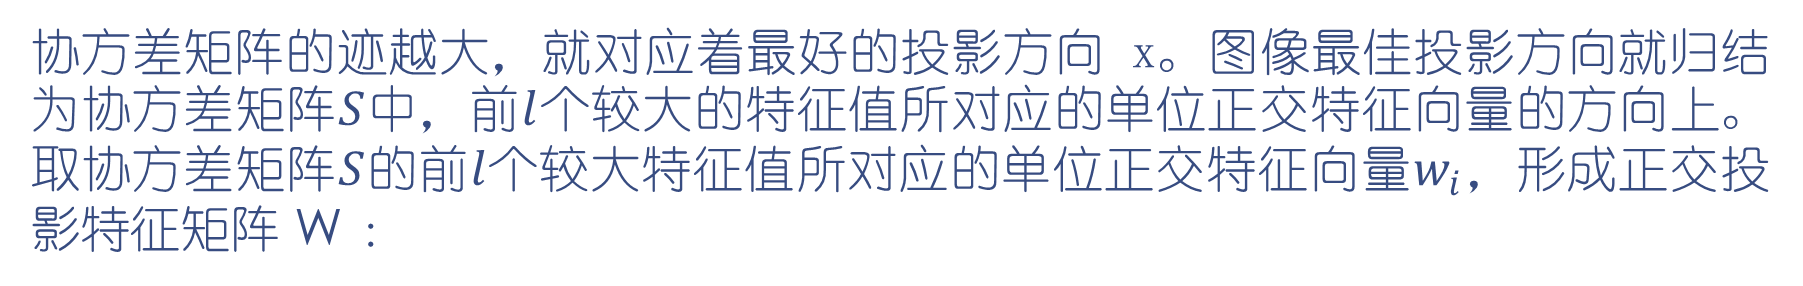 协方差矩阵的迹越大，就对应着最好的投影方向 x。图像最佳投影方向就归结
为协方差矩阵S中，前l个较大的特征值所对应的单位正交特征向量的方向上。
取协方差矩阵S的前l个较大特征值所对应的单位正交特征向量wᵢ，形成正交投
影特征矩阵 W ：